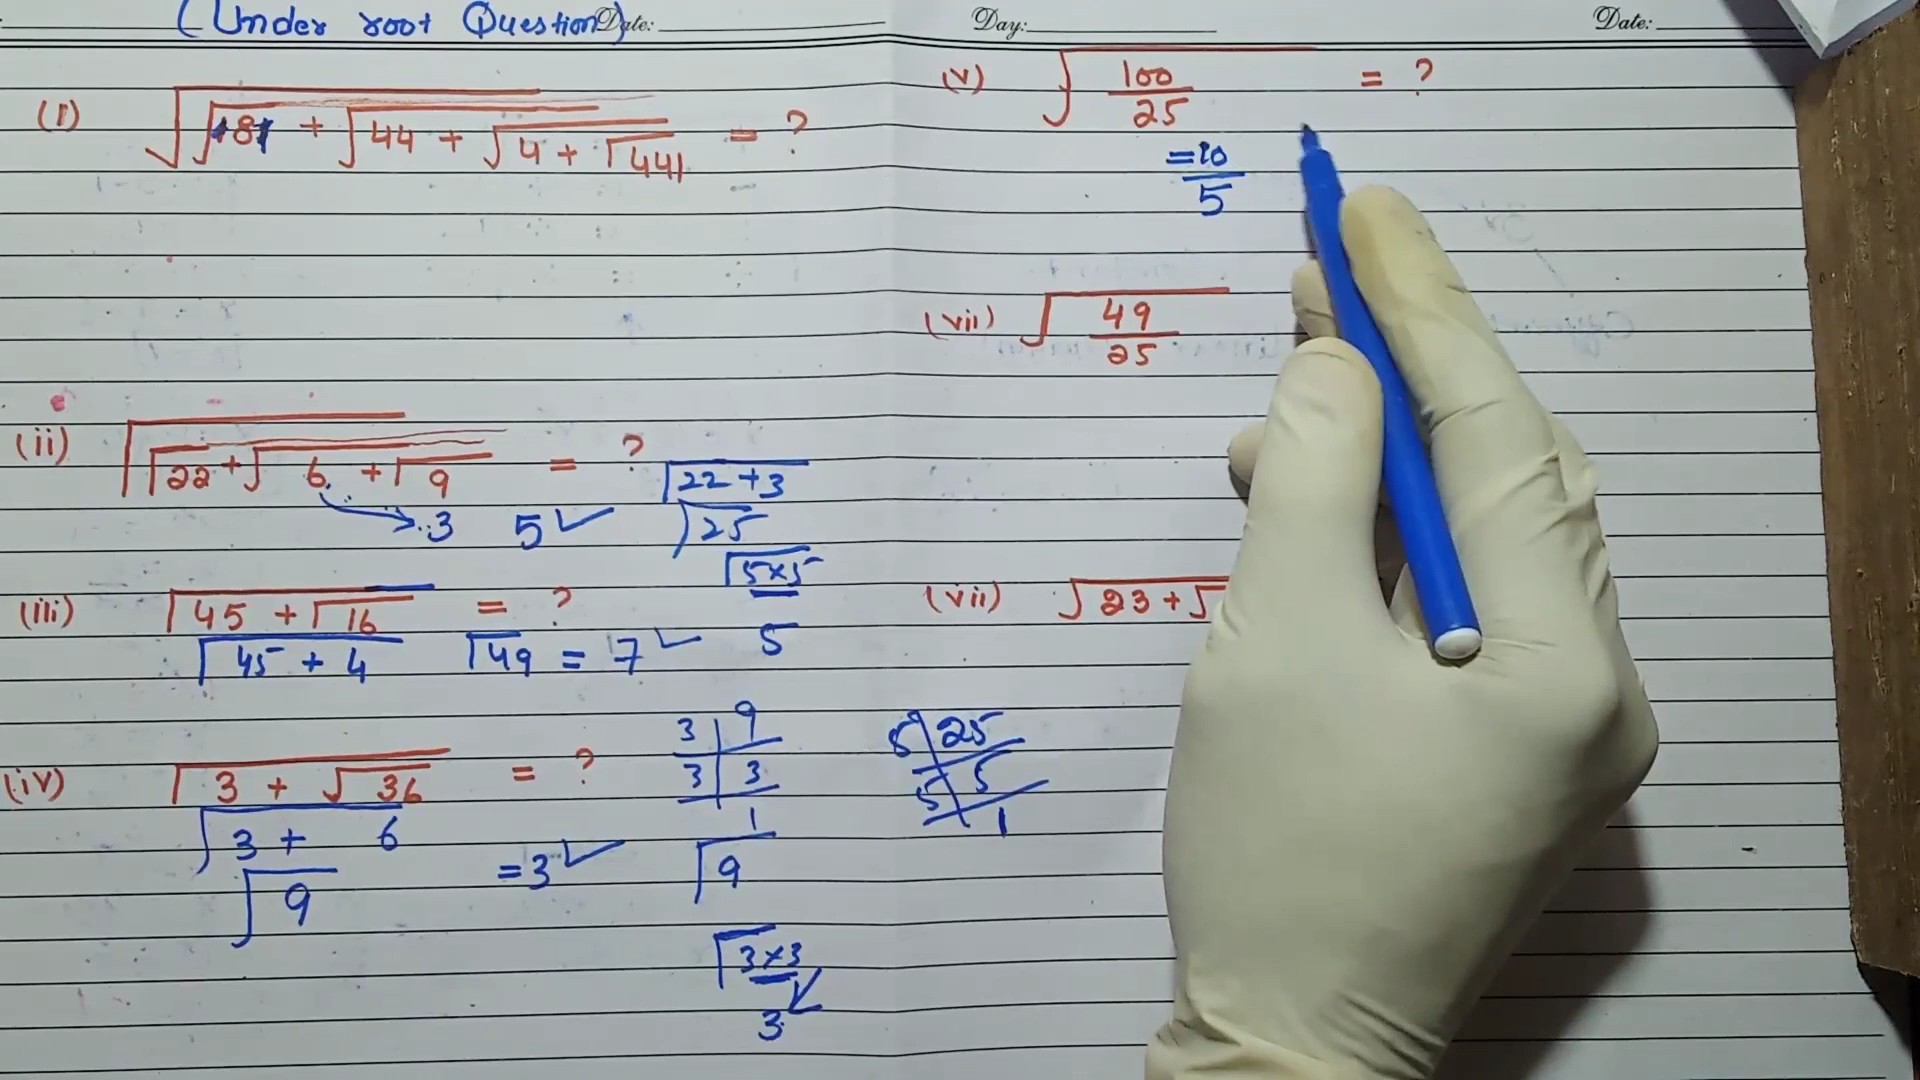 (Under root Question) Date:
(I) √√181 + √44 + √4 + √441 = ?
(ii) √√22 + √6 + √9 = ?
3 5 ✓
√22 + 3
√25
√5×5
5
(iii) √45 + √16 = ?
√45 + 4 √49 = 7 ✓
(iv) √3 + √36 = ?
√3 + 6
√9 = 3 ✓
3 | 9
3 | 3
1
√9
√3×3
3
Day: Date:
(v) √100/25 = ?
= 10/5
(vii) √49/25
(vii) √23 + √
5 | 25
5 | 5
1